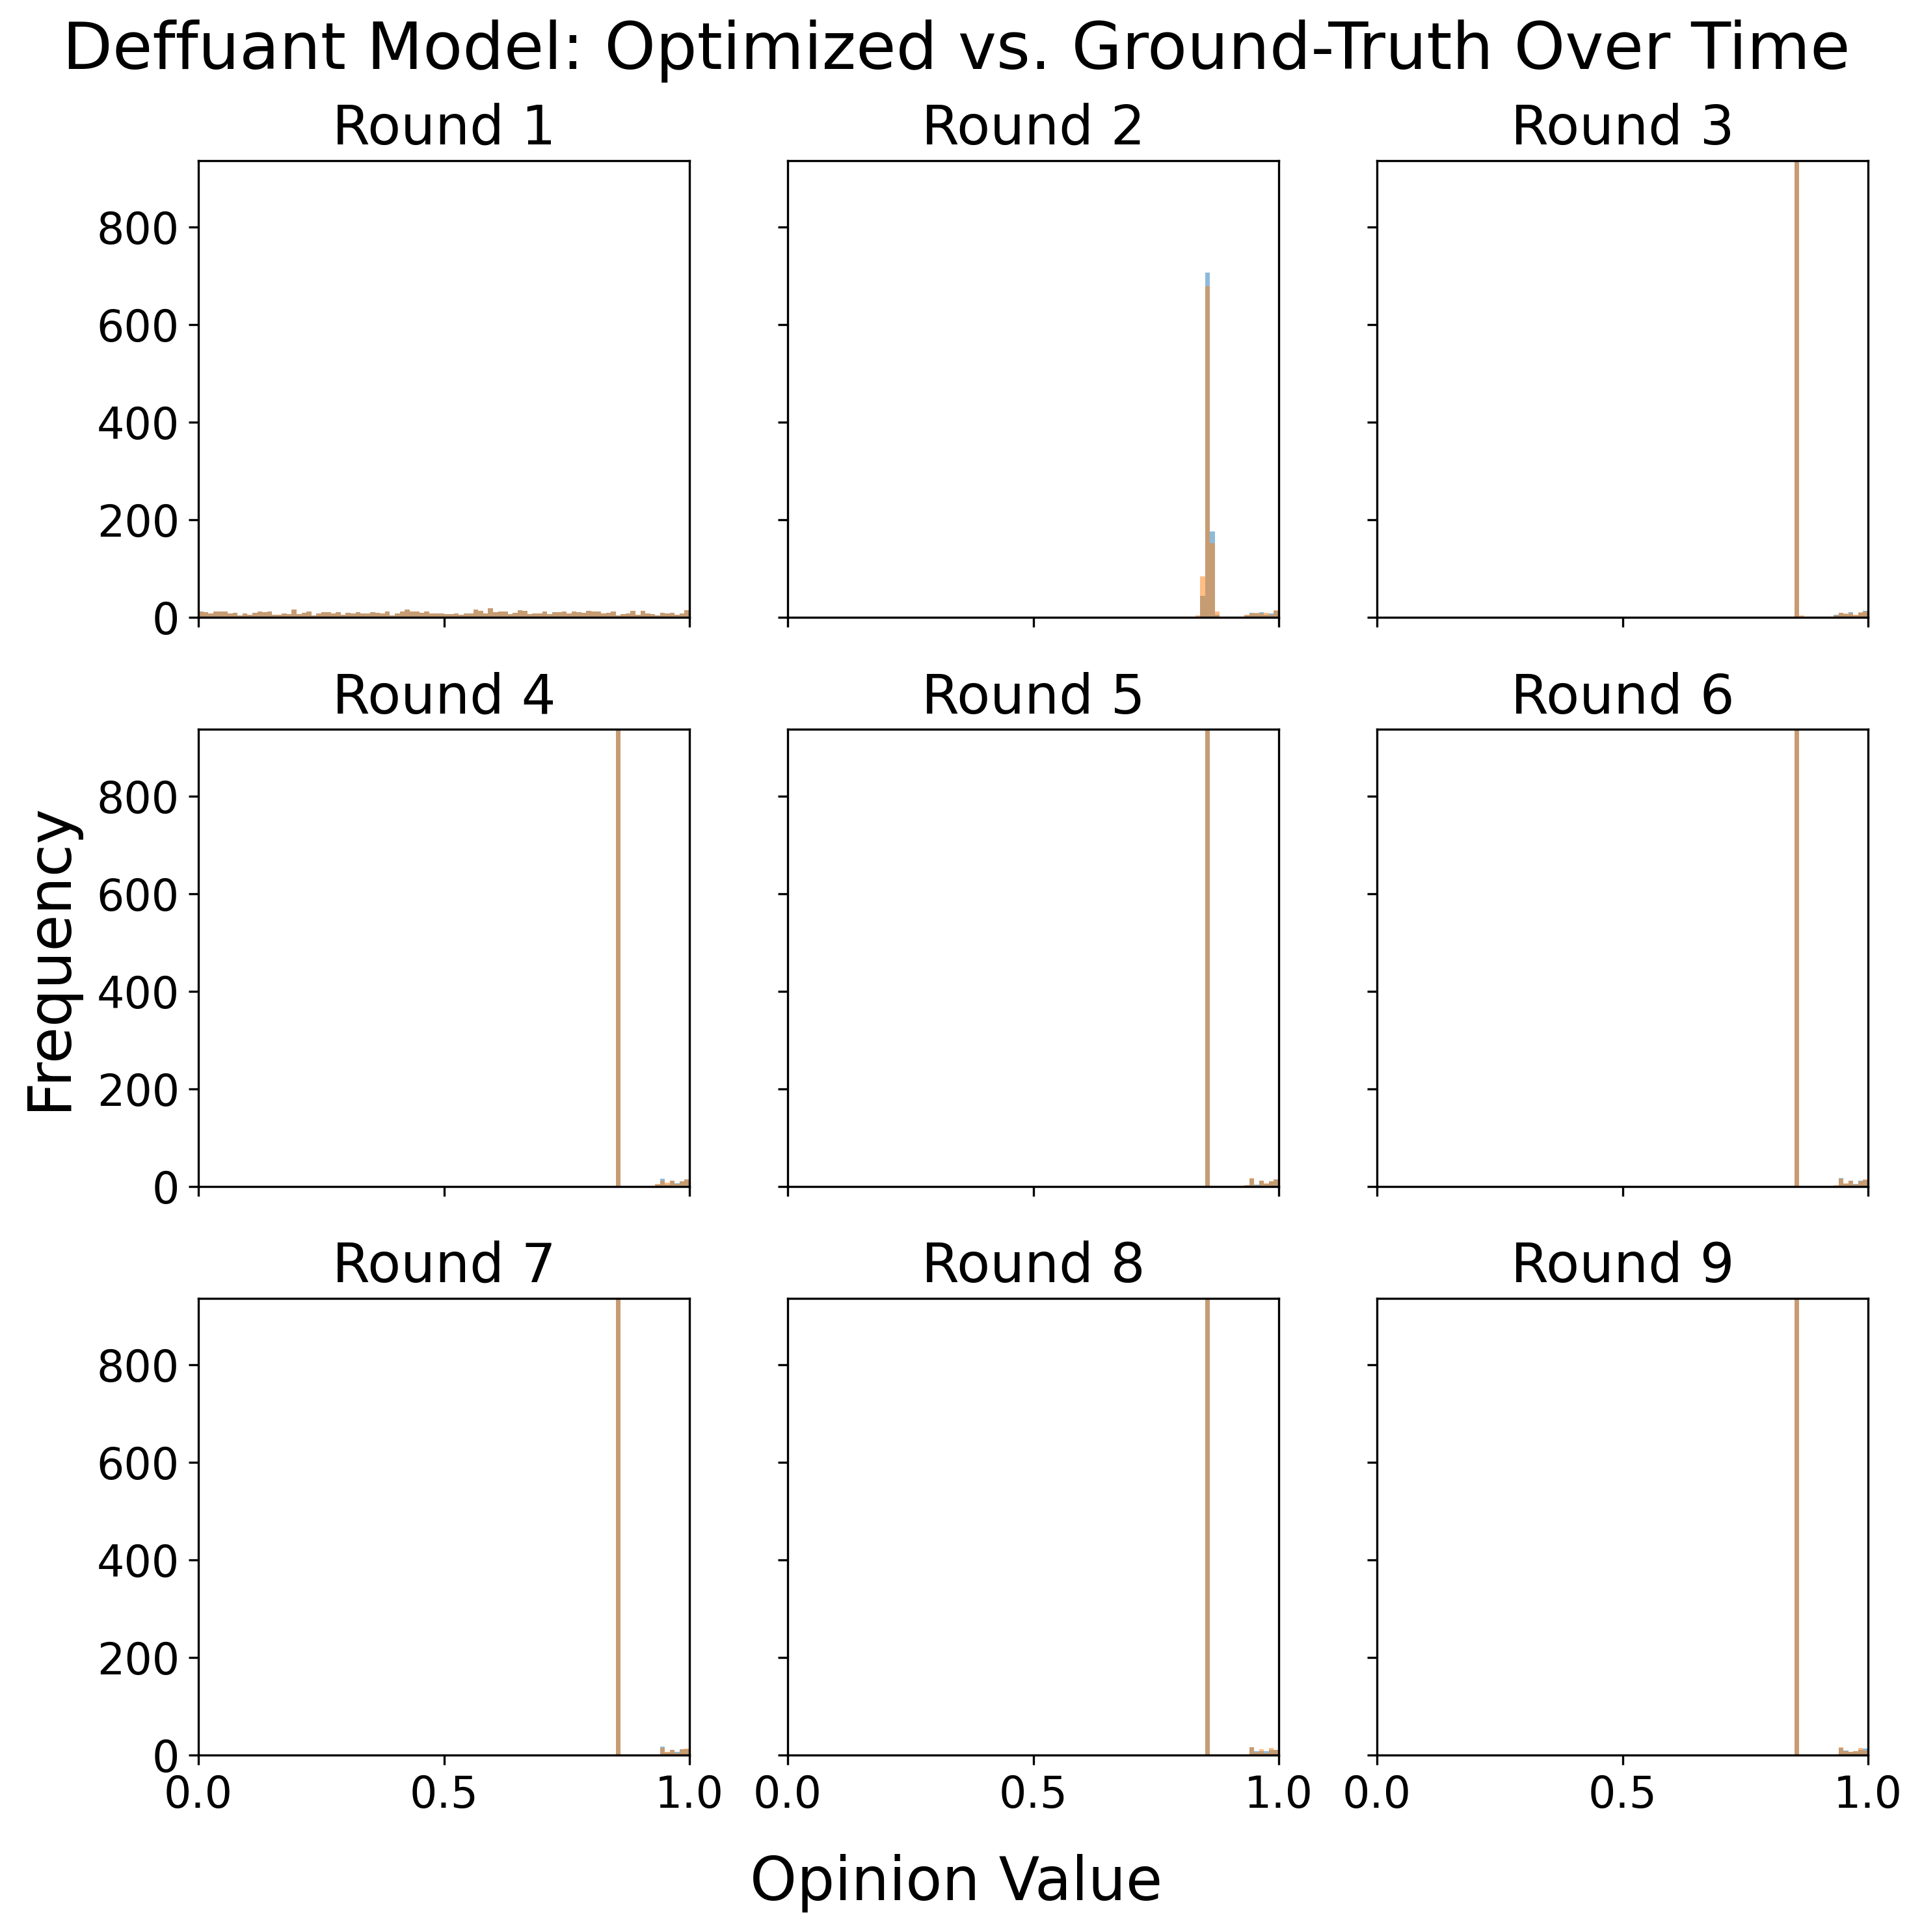 Deffuant Model: Optimized vs. Ground-Truth Over Time
Round 1
Round 2
Round 3
800
600
400
200
0
Round 4
Round 5
Round 6
800
600
400
200
0
Frequency
Round 7
Round 8
Round 9
800
600
400
200
0
0.0 0.5 1.0
0.0 0.5 1.0
0.0 0.5 1.0
Opinion Value